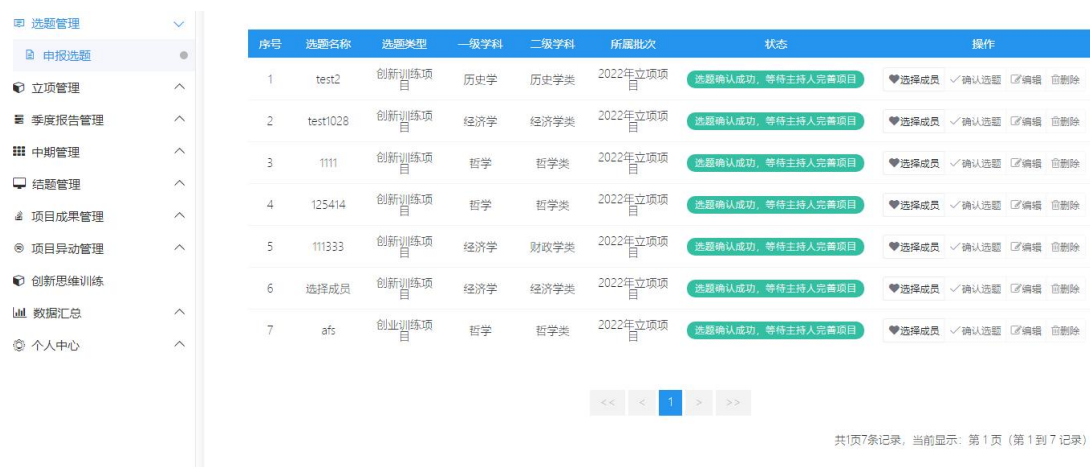 选题管理
申报选题
立项管理
季度报告管理
中期管理
结题管理
项目成果管理
项目异动管理
创新思维训练
数据汇总
个人中心
序号 选题名称 选题类型 一级学科 二级学科 所属批次 状态 操作
1 test2 创新训练项目 历史学 历史学类 2022年立项项目 选题确认成功，等待主持人完善项目 选择成员 确认选题 编辑 删除
2 test1028 创新训练项目 经济学 经济学类 2022年立项项目 选题确认成功，等待主持人完善项目 选择成员 确认选题 编辑 删除
3 1111 创新训练项目 哲学 哲学类 2022年立项项目 选题确认成功，等待主持人完善项目 选择成员 确认选题 编辑 删除
4 125414 创新训练项目 哲学 哲学类 2022年立项项目 选题确认成功，等待主持人完善项目 选择成员 确认选题 编辑 删除
5 111333 创新训练项目 经济学 财政学类 2022年立项项目 选题确认成功，等待主持人完善项目 选择成员 确认选题 编辑 删除
6 选择成员 创新训练项目 经济学 经济学类 2022年立项项目 选题确认成功，等待主持人完善项目 选择成员 确认选题 编辑 删除
7 afs 创业训练项目 哲学 哲学类 2022年立项项目 选题确认成功，等待主持人完善项目 选择成员 确认选题 编辑 删除
<< < 1 > >>
共1页7条记录，当前显示：第 1 页（第 1 到 7 记录）